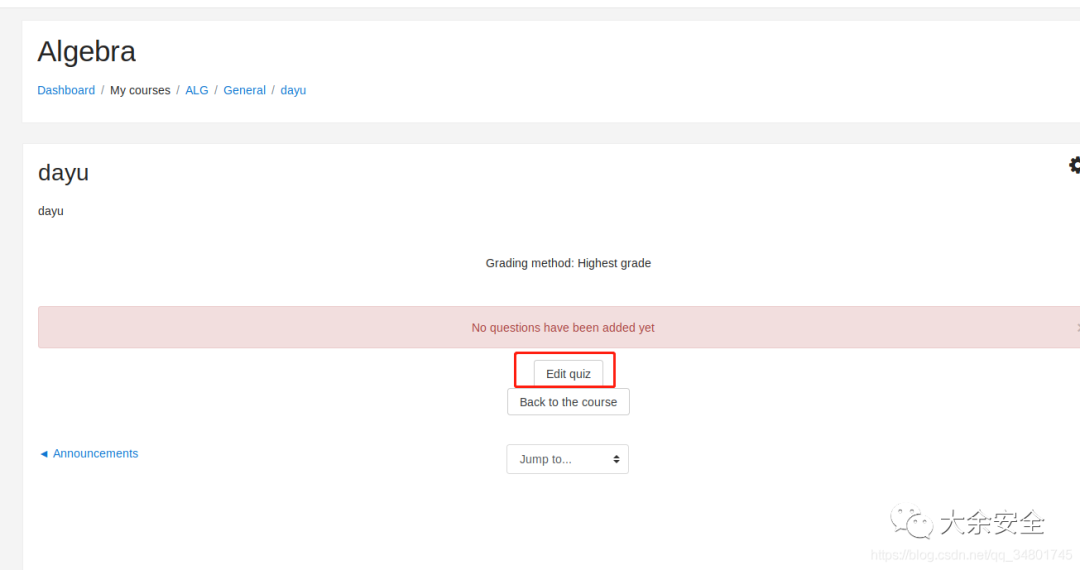 Algebra
Dashboard / My courses / ALG / General / dayu
dayu
dayu
Grading method: Highest grade
No questions have been added yet
Edit quiz
Back to the course
◄ Announcements
Jump to...
大余安全
https://blog.csdn.net/qq_34801745